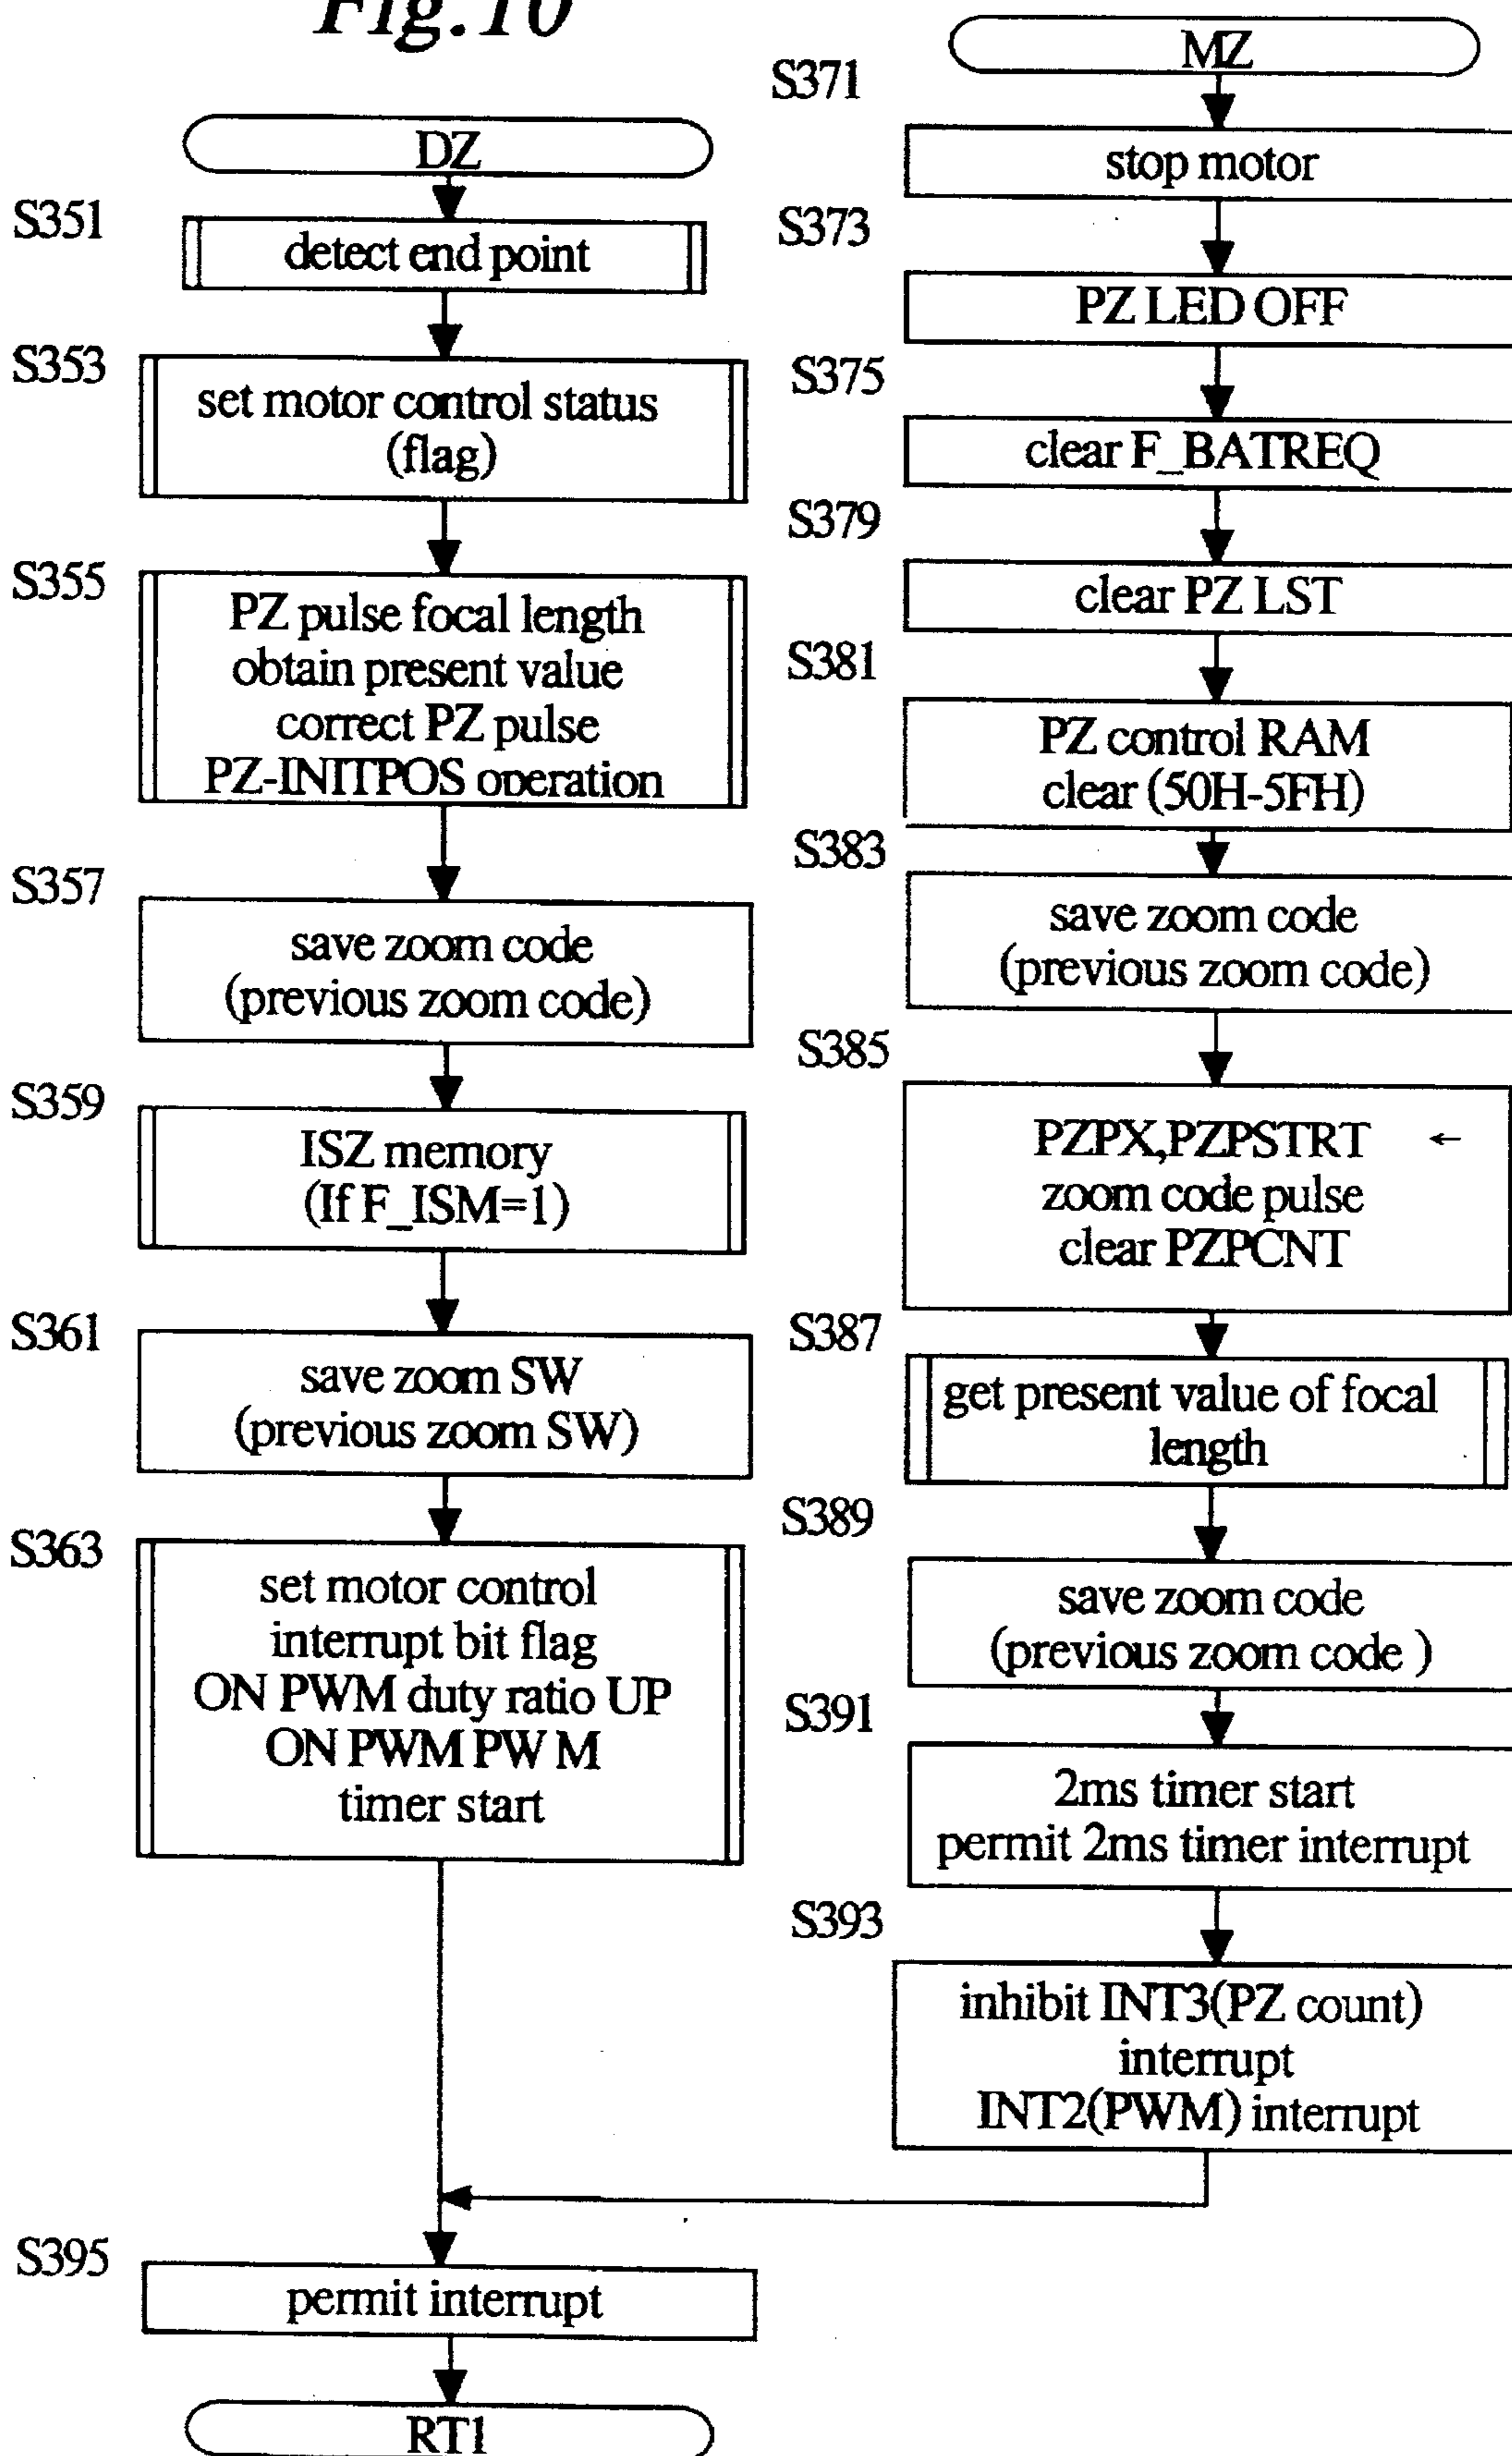 Fig.10
DZ
S351
detect end point
S353
set motor control status
(flag)
S355
PZ pulse focal length
obtain present value
correct PZ pulse
PZ-INITPOS operation
S357
save zoom code
(previous zoom code)
S359
ISZ memory
(If F_ISM=1)
S361
save zoom SW
(previous zoom SW)
S363
set motor control
interrupt bit flag
ON PWM duty ratio UP
ON PWM PW M
timer start
MZ
S371
stop motor
S373
PZ LED OFF
S375
clear F_BATREQ
S379
clear PZ LST
S381
PZ control RAM
clear (50H-5FH)
S383
save zoom code
(previous zoom code)
S385
PZPX,PZPSTRT ←
zoom code pulse
clear PZPCNT
S387
get present value of focal
length
S389
save zoom code
(previous zoom code )
S391
2ms timer start
permit 2ms timer interrupt
S393
inhibit INT3(PZ count)
interrupt
INT2(PWM) interrupt
S395
permit interrupt
RT1